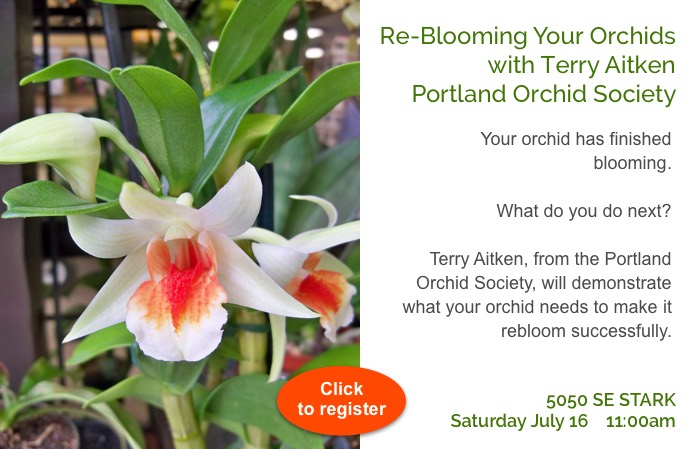 Re-Blooming Your Orchids
with Terry Aitken
Portland Orchid Society
Your orchid has finished
blooming.
What do you do next?
Terry Aitken, from the Portland
Orchid Society, will demonstrate
what your orchid needs to make it
rebloom successfully.
Click
to register
5050 SE STARK
Saturday July 16 11:00am